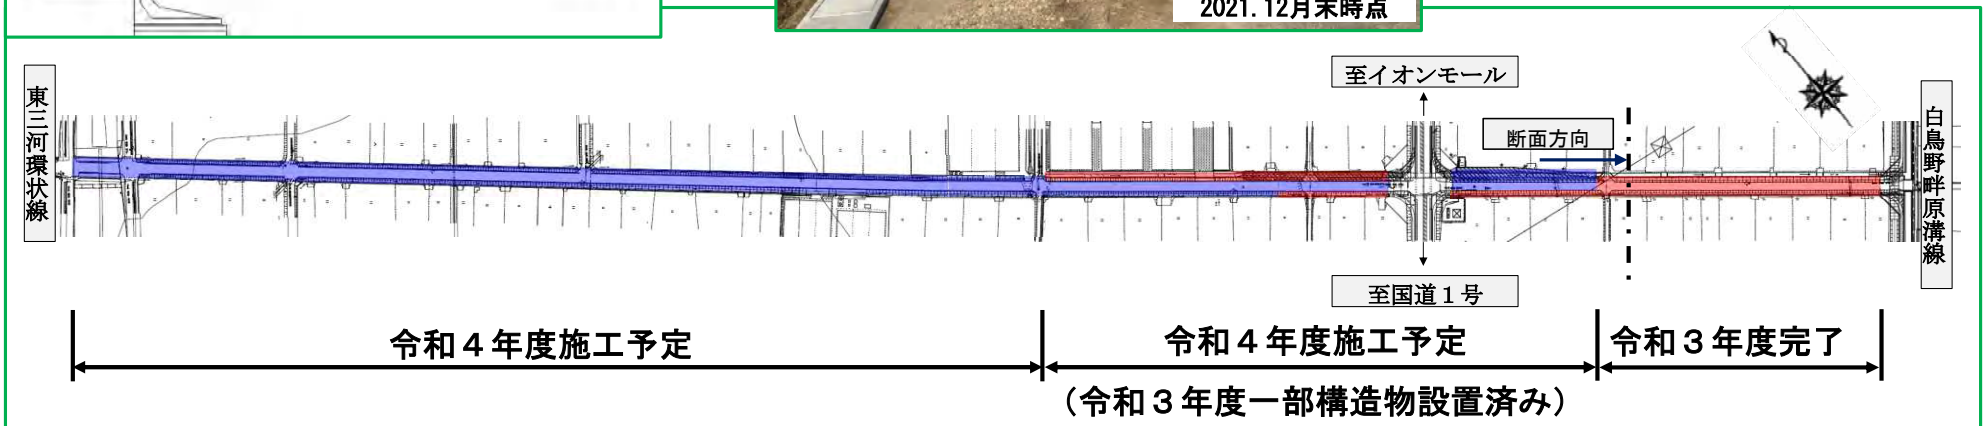 2021.12月末時点
至イオンモール
東三河環状線
断面方向
白鳥野畔原溝線
至国道1号
令和4年度施工予定
令和4年度施工予定
令和3年度完了
（令和3年度一部構造物設置済み）